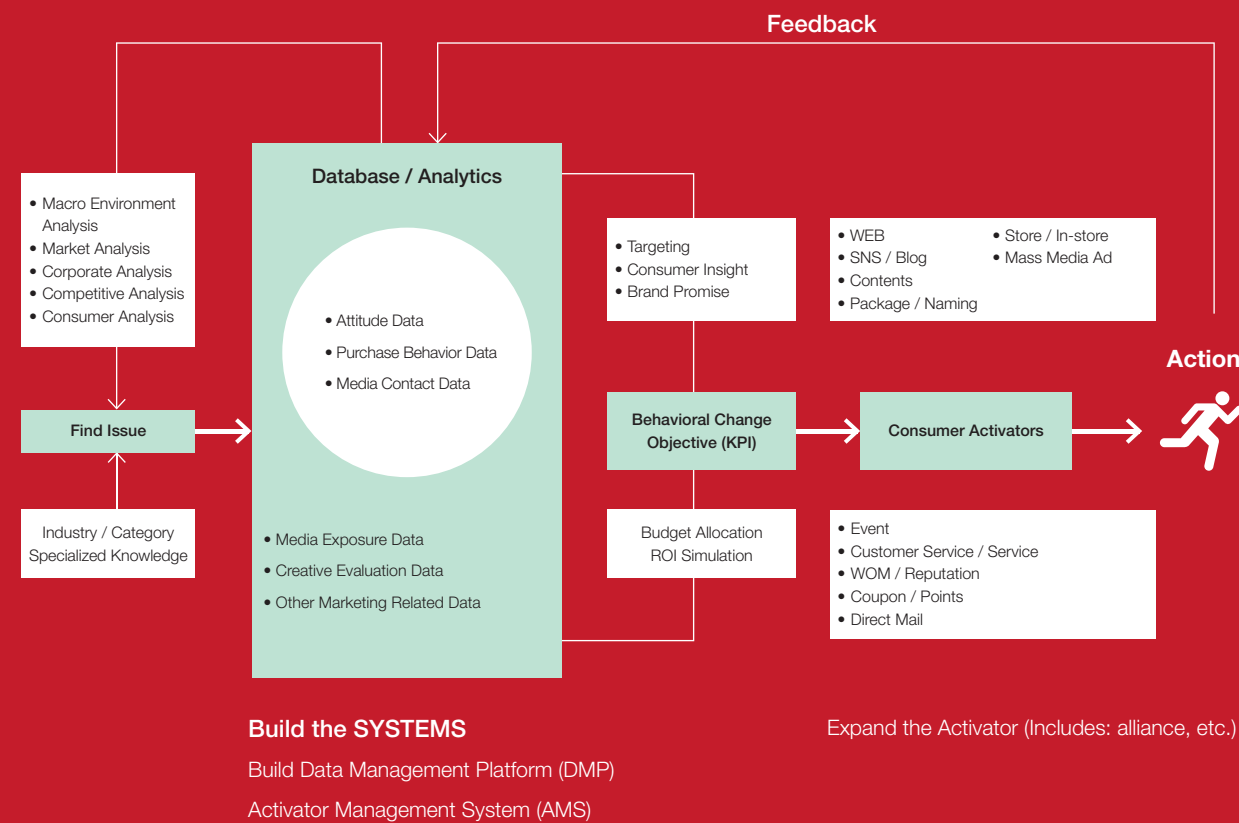 Feedback
• Macro Environment
Analysis
• Market Analysis
• Corporate Analysis
• Competitive Analysis
• Consumer Analysis
Find Issue
Industry / Category
Specialized Knowledge
Database / Analytics
• Attitude Data
• Purchase Behavior Data
• Media Contact Data
• Media Exposure Data
• Creative Evaluation Data
• Other Marketing Related Data
• Targeting
• Consumer Insight
• Brand Promise
Behavioral Change
Objective (KPI)
Budget Allocation
ROI Simulation
• WEB
• SNS / Blog
• Contents
• Package / Naming
• Store / In-store
• Mass Media Ad
Consumer Activators
• Event
• Customer Service / Service
• WOM / Reputation
• Coupon / Points
• Direct Mail
Action
Build the SYSTEMS
Build Data Management Platform (DMP)
Activator Management System (AMS)
Expand the Activator (Includes: alliance, etc.)